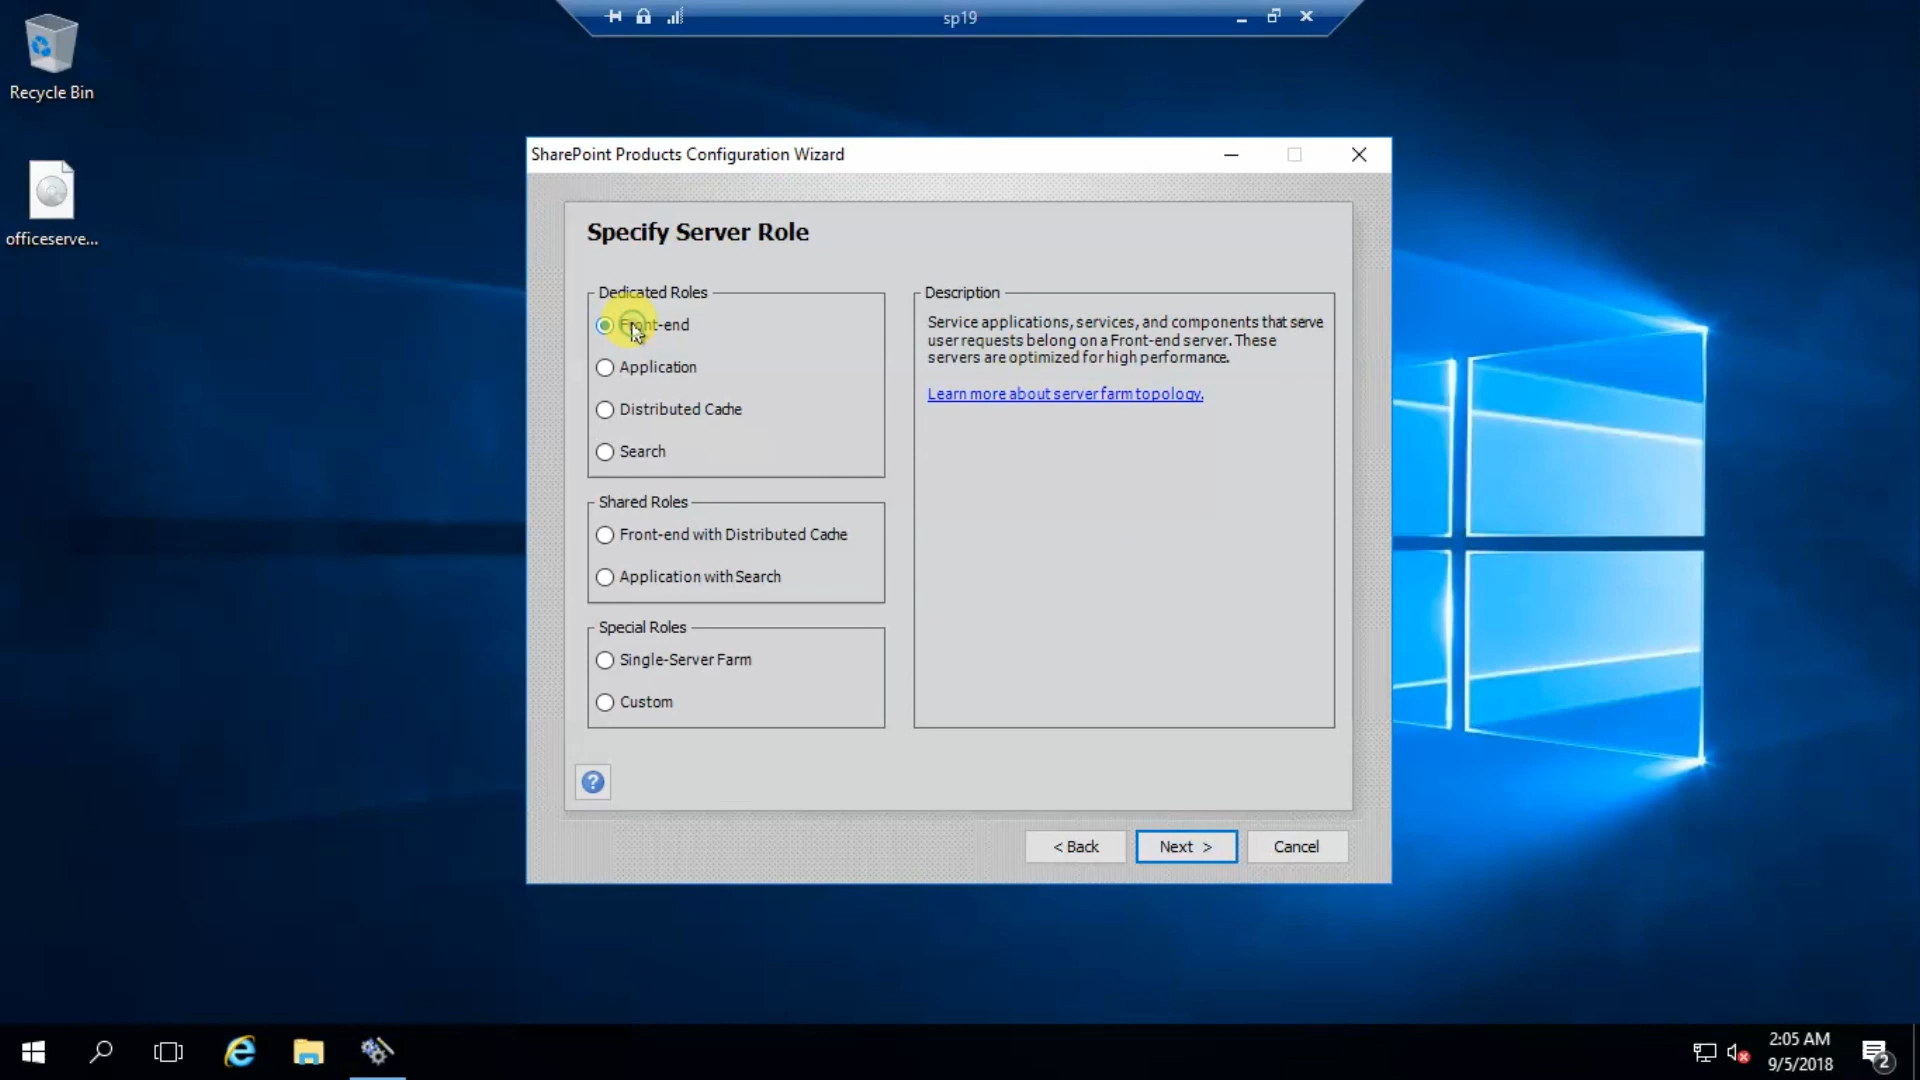 sp19
Recycle Bin
officeserve...
SharePoint Products Configuration Wizard
Specify Server Role
Dedicated Roles
Front-end
Application
Distributed Cache
Search
Shared Roles
Front-end with Distributed Cache
Application with Search
Special Roles
Single-Server Farm
Custom
Description
Service applications, services, and components that serve
user requests belong on a Front-end server. These
servers are optimized for high performance.
Learn more about server farm topology.
?
< Back
Next >
Cancel
2:05 AM
9/5/2018
2